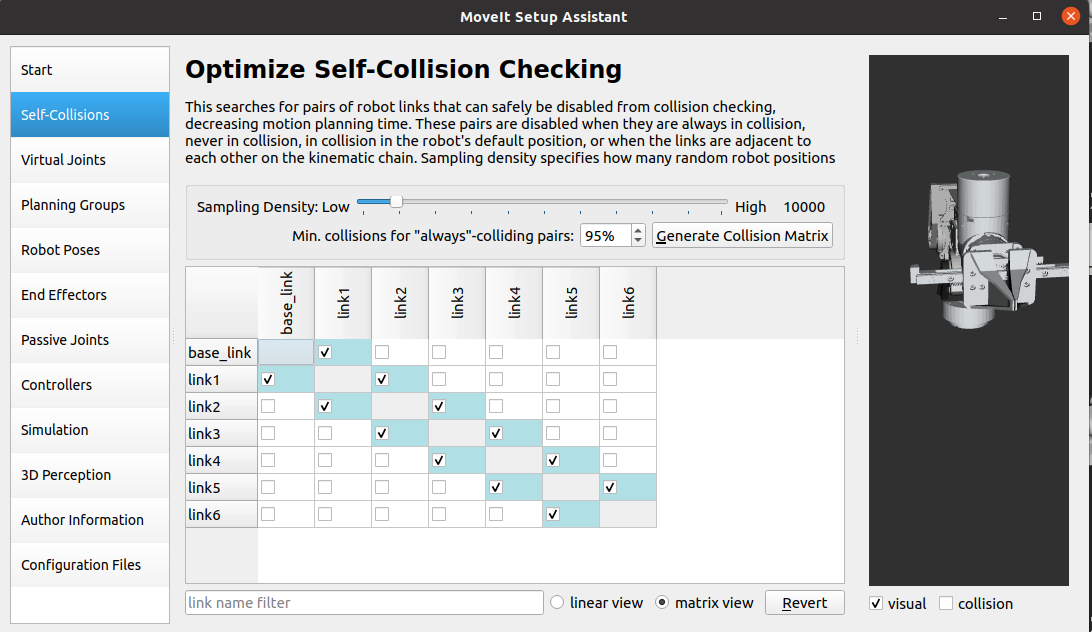 MoveIt Setup Assistant
Start
Self-Collisions
Virtual Joints
Planning Groups
Robot Poses
End Effectors
Passive Joints
Controllers
Simulation
3D Perception
Author Information
Configuration Files
Optimize Self-Collision Checking
This searches for pairs of robot links that can safely be disabled from collision checking,
decreasing motion planning time. These pairs are disabled when they are always in collision,
never in collision, in collision in the robot's default position, or when the links are adjacent to
each other on the kinematic chain. Sampling density specifies how many random robot positions
Sampling Density: Low High 10000
Min. collisions for "always"-colliding pairs: 95% Generate Collision Matrix
base_link link1 link2 link3 link4 link5 link6
base_link
link1
link2
link3
link4
link5
link6
link name filter linear view matrix view Revert
visual collision